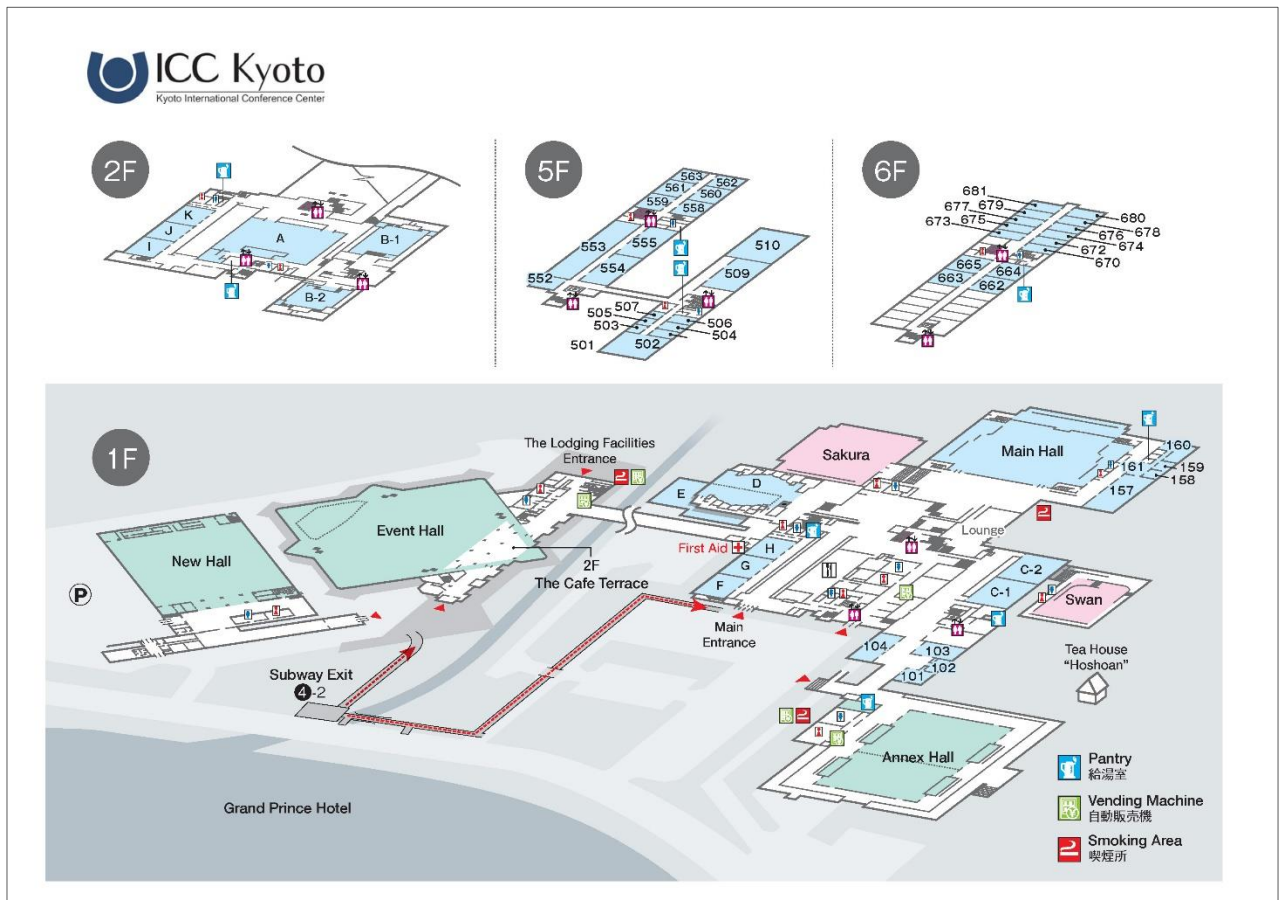 ICC Kyoto
Kyoto International Conference Center
2F
K
J
I
A
B-1
B-2
5F
563
562
561
560
559
558
553
555
510
554
509
552
507
505
506
503
504
501
502
6F
681
679
677
680
675
678
673
676
674
672
670
665
664
663
662
1F
The Lodging Facilities
Entrance
Sakura
Main Hall
160
161
159
157
158
D
E
Event Hall
New Hall
Lounge
First Aid
H
G
F
2F
The Cafe Terrace
C-2
C-1
Swan
P
Main
Entrance
104
103
102
101
Tea House
"Hoshoan"
Subway Exit
4-2
Annex Hall
Grand Prince Hotel
Pantry
給湯室
Vending Machine
自動販売機
Smoking Area
喫煙所